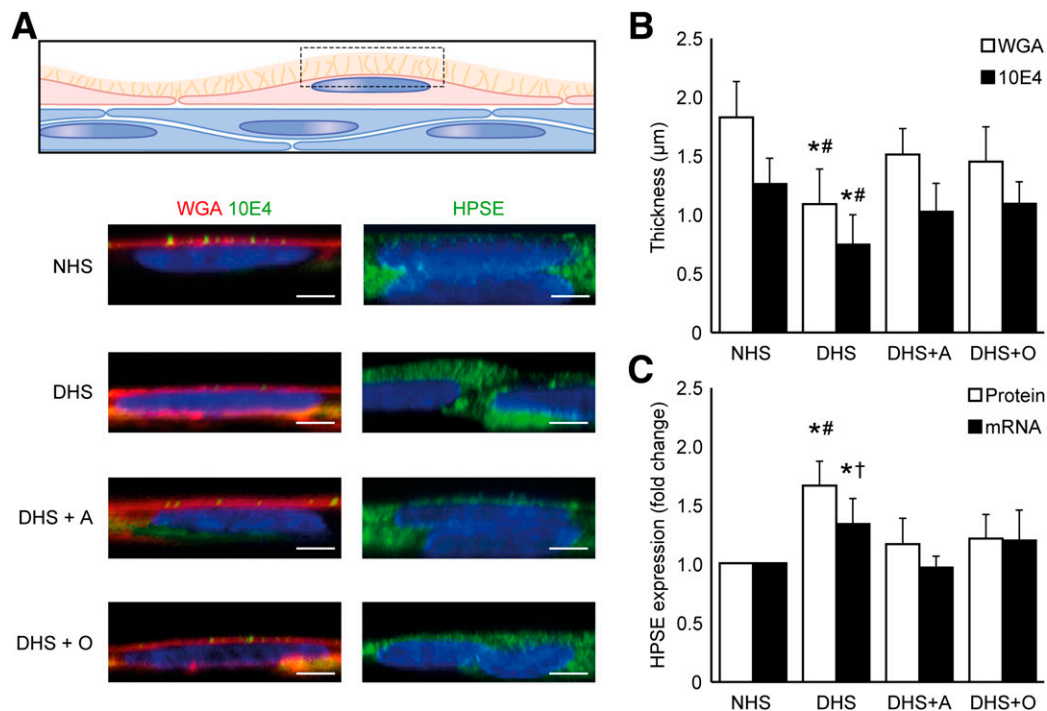 A
WGA 10E4
HPSE
NHS
DHS
DHS + A
DHS + O
B
Thickness (µm)
2.5
2.0
1.5
1.0
0.5
0
WGA
10E4
*#
*#
NHS
DHS
DHS+A
DHS+O
C
HPSE expression (fold change)
2.5
2.0
1.5
1.0
0.5
0
Protein
mRNA
*#
*†
NHS
DHS
DHS+A
DHS+O